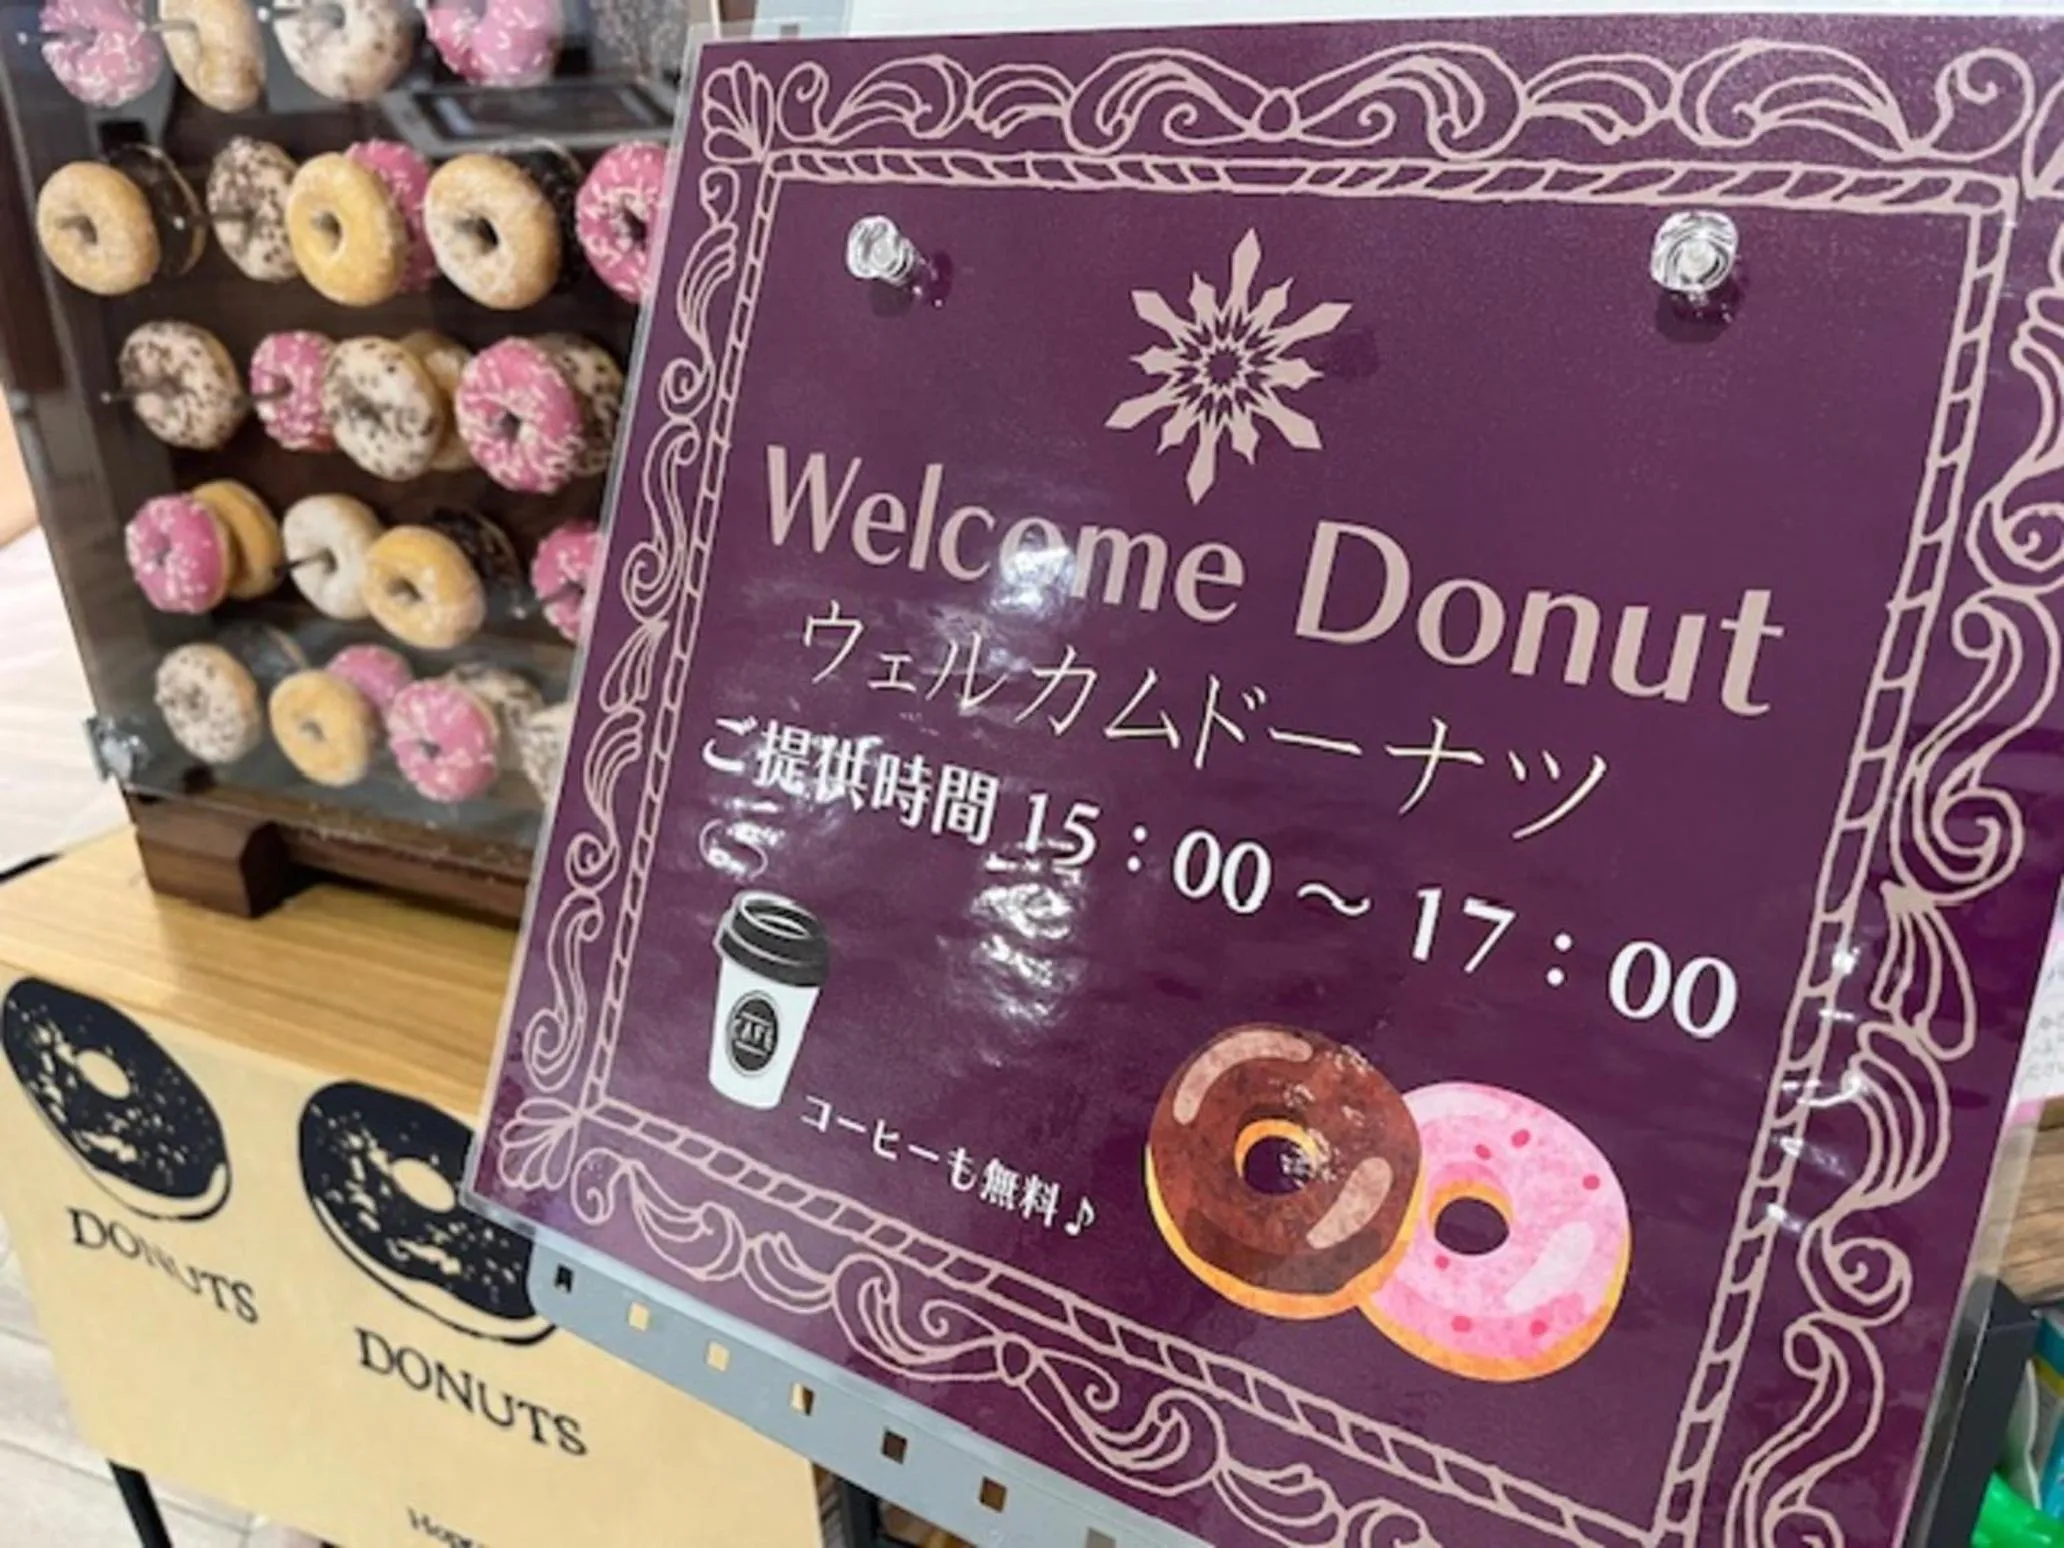 Welcome Donut
ウェルカムドーナツ
ご提供時間 15：00～17：00
CAFE
コーヒーも無料♪
DONUTS
DONUTS